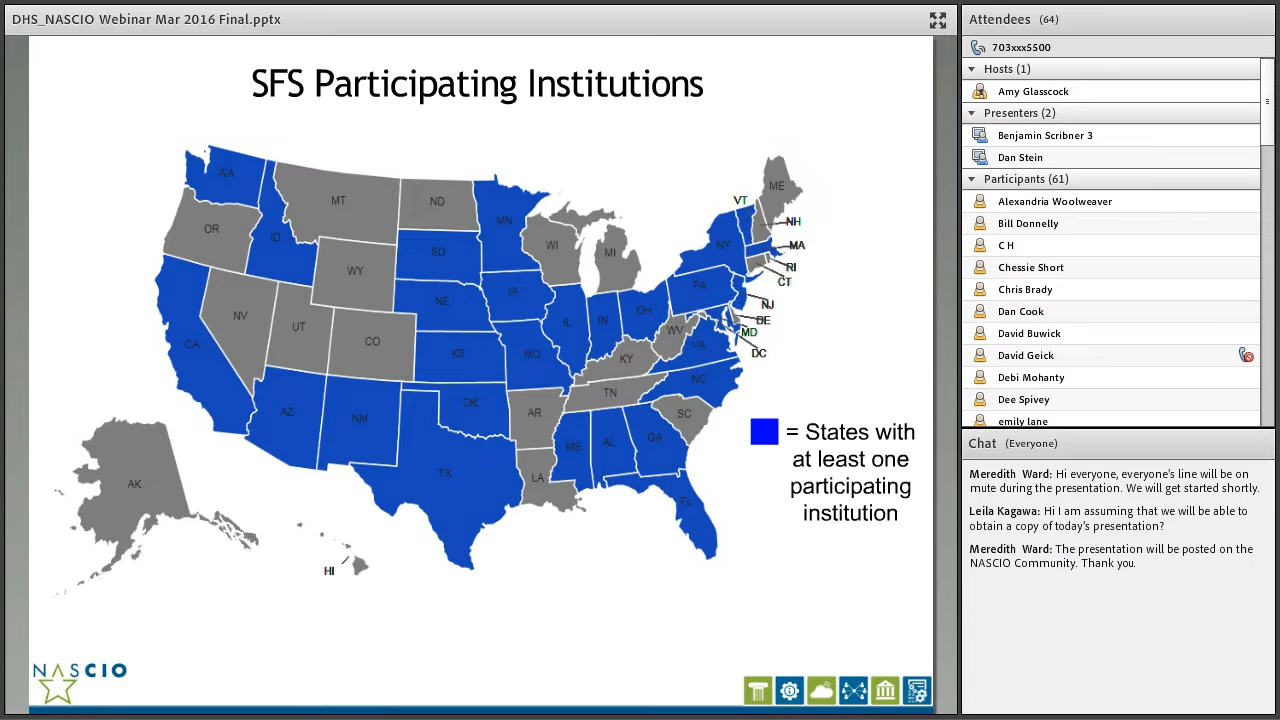 DHS_NASCIO Webinar Mar 2016 Final.pptx
SFS Participating Institutions
WA
MT
ND
MN
ME
VT
NH
OR
ID
SD
WI
MI
NY
MA
RI
CT
WY
IA
PA
NJ
NE
NV
UT
CO
IL
IN
OH
DE
MD
DC
WV
VA
CA
KS
MO
KY
NC
TN
AZ
NM
OK
AR
SC
MS
AL
GA
TX
LA
FL
AK
HI
= States with
at least one
participating
institution
NASCIO
Attendees (64)
703xxx5500
Hosts (1)
Amy Glasscock
Presenters (2)
Benjamin Scribner 3
Dan Stein
Participants (61)
Alexandria Woolweaver
Bill Donnelly
C H
Chessie Short
Chris Brady
Dan Cook
David Buwick
David Geick
Debi Mohanty
Dee Spivey
emily lane
Chat (Everyone)
Meredith Ward: Hi everyone, everyone's line will be on
mute during the presentation. We will get started shortly.
Leila Kagawa: Hi I am assuming that we will be able to
obtain a copy of today's presentation?
Meredith Ward: The presentation will be posted on the
NASCIO Community. Thank you.